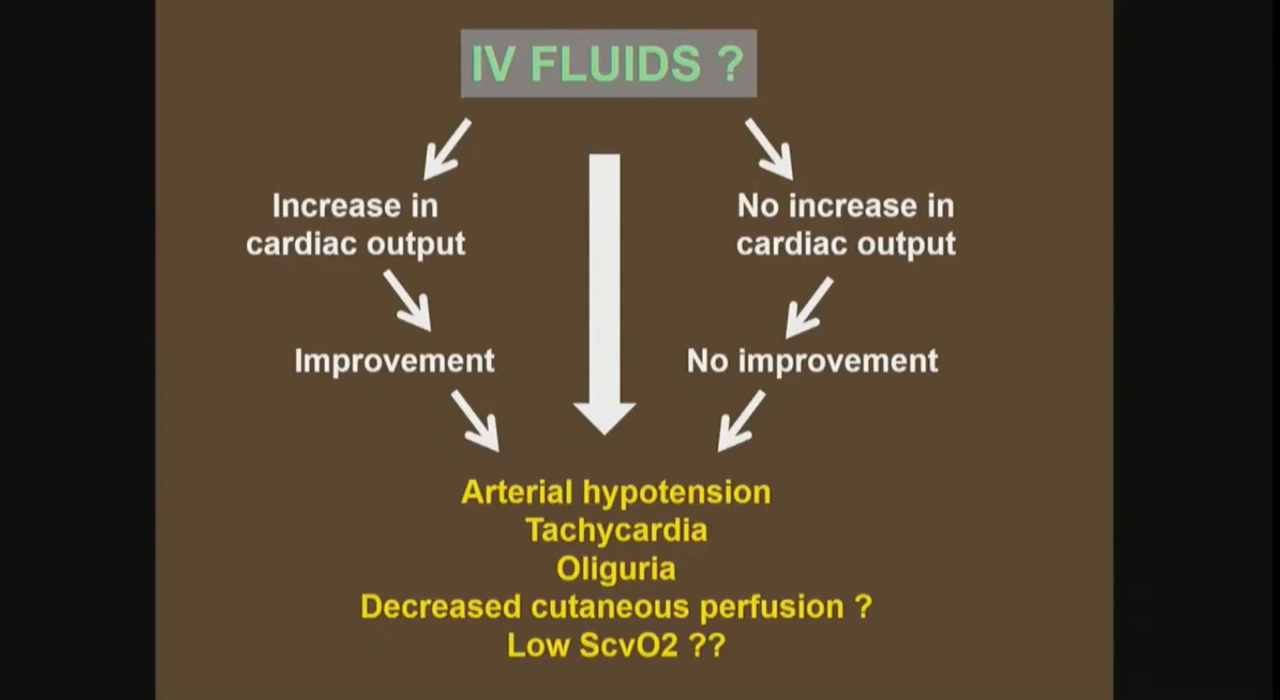 IV FLUIDS ?
Increase in
cardiac output
No increase in
cardiac output
Improvement
No improvement
Arterial hypotension
Tachycardia
Oliguria
Decreased cutaneous perfusion ?
Low ScvO2 ??